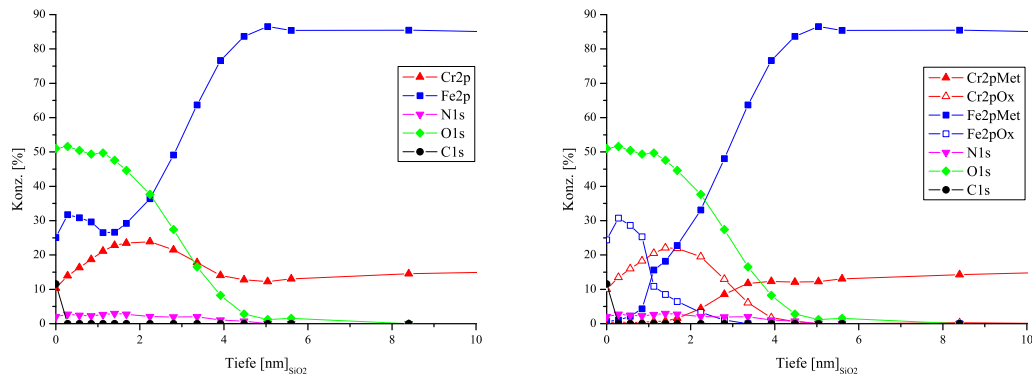 90
80
70
60
50
40
30
20
10
0
Konz. [%]
0 2 4 6 8 10
Tiefe [nm]SiO2
Cr2p
Fe2p
N1s
O1s
C1s
90
80
70
60
50
40
30
20
10
0
Konz. [%]
0 2 4 6 8 10
Tiefe [nm]SiO2
Cr2pMet
Cr2pOx
Fe2pMet
Fe2pOx
N1s
O1s
C1s